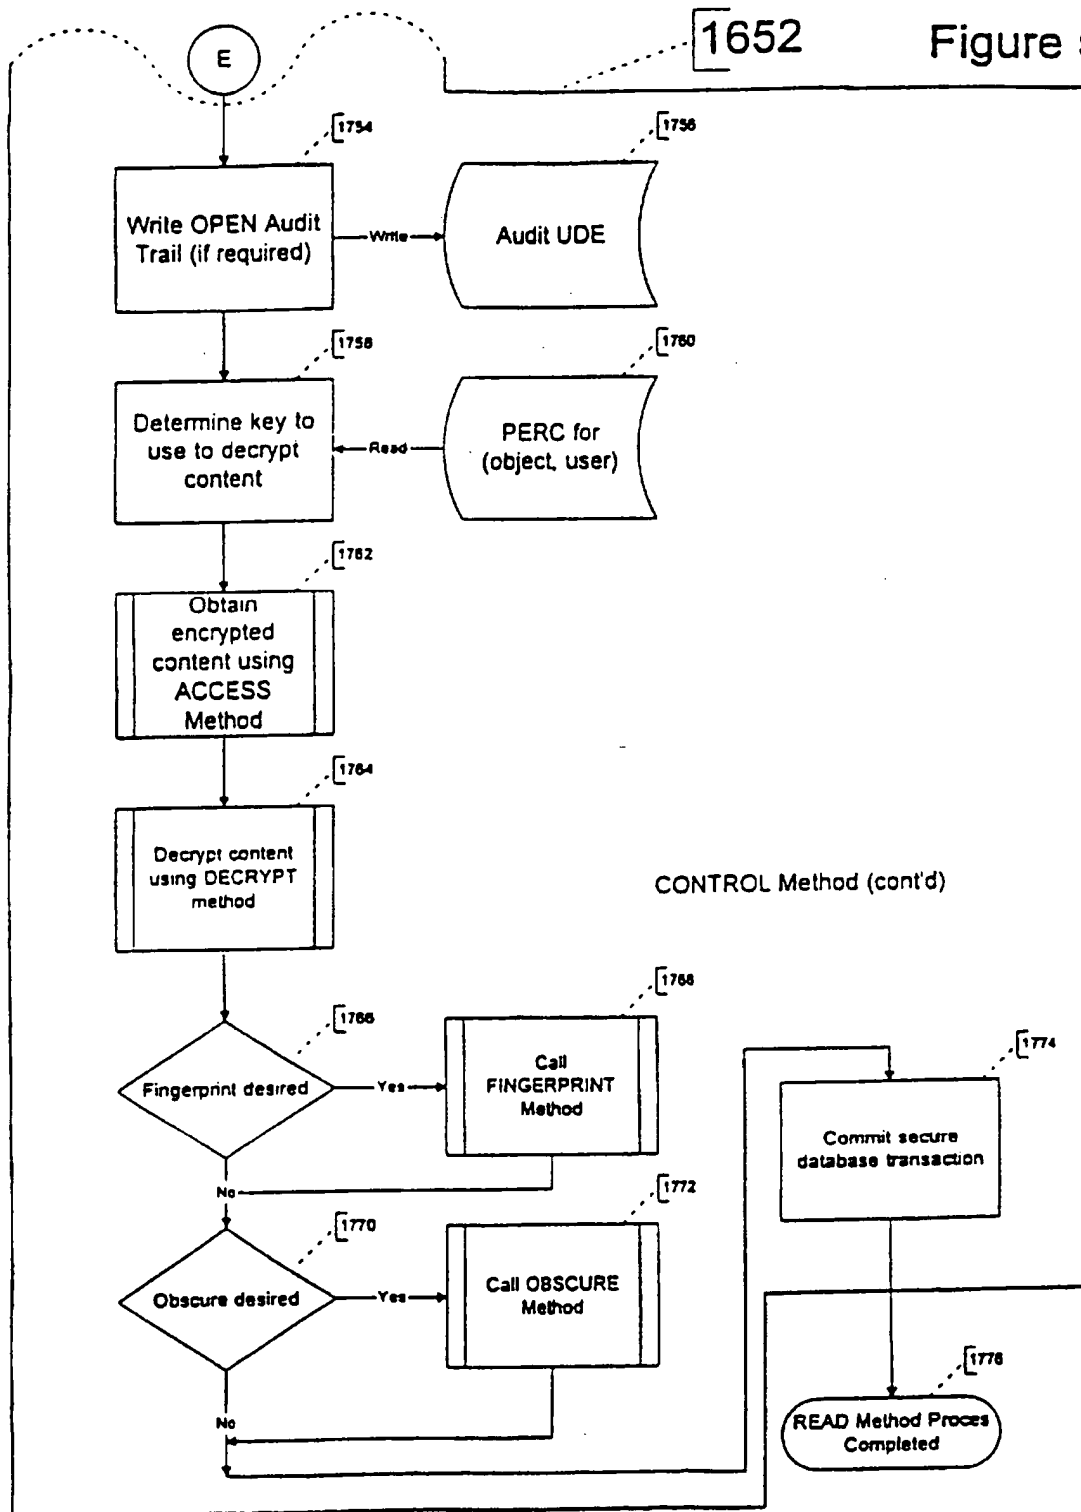 E
1652
Figure
1754
Write OPEN Audit
Trail (if required)
Write
1756
Audit UDE
1758
Determine key to
use to decrypt
content
Read
1760
PERC for
(object, user)
1762
Obtain
encrypted
content using
ACCESS
Method
1764
Decrypt content
using DECRYPT
method
CONTROL Method (cont'd)
1766
Fingerprint desired
Yes
1768
Call
FINGERPRINT
Method
No
1770
Obscure desired
Yes
1772
Call OBSCURE
Method
No
1774
Commit secure
database transaction
1776
READ Method Proces
Completed